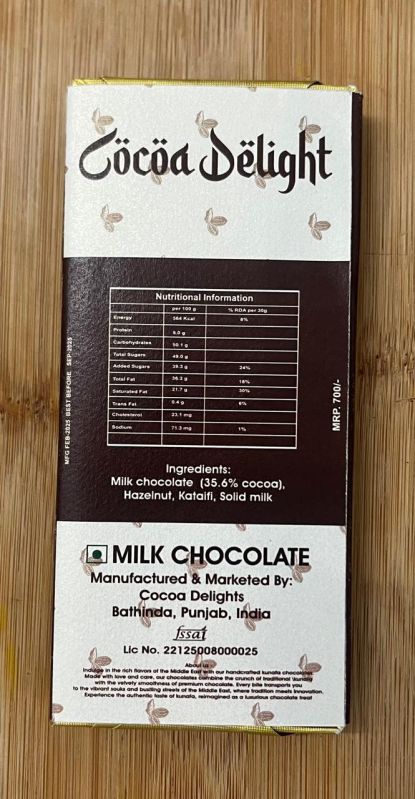 Cöcöa Dëlight
Nutritional Information
per 100 g % RDA per 30g
Energy 564 Kcal 8%
Protein 8.0 g
Carbohydrates 50.1 g
Total Sugars 49.0 g
Added Sugars 39.3 g 24%
Total Fat 36.2 g 18%
Saturated Fat 21.7 g 30%
Trans Fat 0.4 g 6%
Cholesterol 23.1 mg
Sodium 71.3 mg 1%
MFG FEB-2025 BEST BEFORE SEP-2025
MRP. 700/-
Ingredients:
Milk chocolate (35.6% cocoa),
Hazelnut, Kataifi, Solid milk
MILK CHOCOLATE
Manufactured & Marketed By:
Cocoa Delights
Bathinda, Punjab, India
fssai
Lic No. 22125008000025
About us :
Indulge in the rich flavors of the Middle East with our handcrafted kunafa chocolates
Made with love and care, our chocolates combine the crunch of traditional kunafa
with the velvety smoothness of premium chocolate. Every bite transports you
to the vibrant souks and bustling streets of the Middle East, where tradition meets innovation.
Experience the authentic taste of kunafa, reimagined as a luxurious chocolate treat